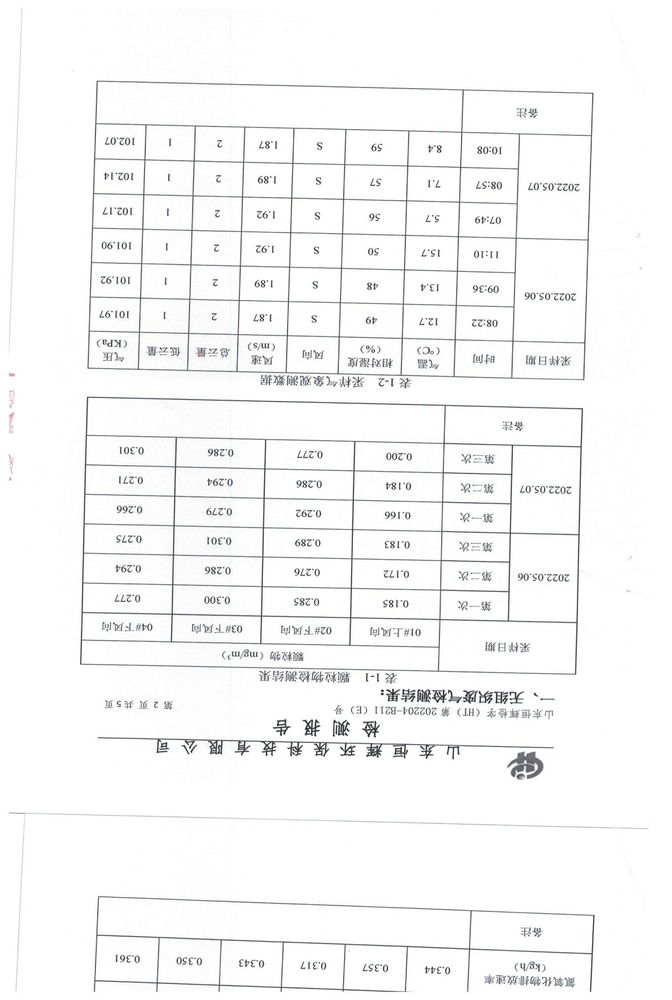 氮氧化物排放速率
（kg/h） 0.344 0.357 0.317 0.343 0.350 0.361
备注
山东恒辉环保科技有限公司
检测报告
山东恒辉检字（HT）第 202204-B211（E）号 第 2 页 共 5 页
一、无组织废气检测结果：
表 1-1 颗粒物检测结果
采样日期 颗粒物（mg/m³）
01#上风向 02#下风向 03#下风向 04#下风向
第一次 0.185 0.285 0.300 0.277
2022.05.06 第二次 0.172 0.276 0.286 0.294
第三次 0.183 0.289 0.301 0.275
第一次 0.166 0.292 0.279 0.266
2022.05.07 第二次 0.184 0.286 0.294 0.271
第三次 0.200 0.277 0.286 0.301
备注
表 1-2 采样气象观测数据
采样日期 时间 气温（°C） 相对湿度（%） 风向 风速（m/s） 总云量 低云量 气压（KPa）
08:22 12.7 49 S 1.87 2 1 101.97
2022.05.06 09:36 13.4 48 S 1.89 2 1 101.92
11:10 15.7 50 S 1.92 2 1 101.90
07:49 5.7 56 S 1.92 2 1 102.17
2022.05.07 08:57 7.1 57 S 1.89 2 1 102.14
10:08 8.4 59 S 1.87 2 1 102.07
备注